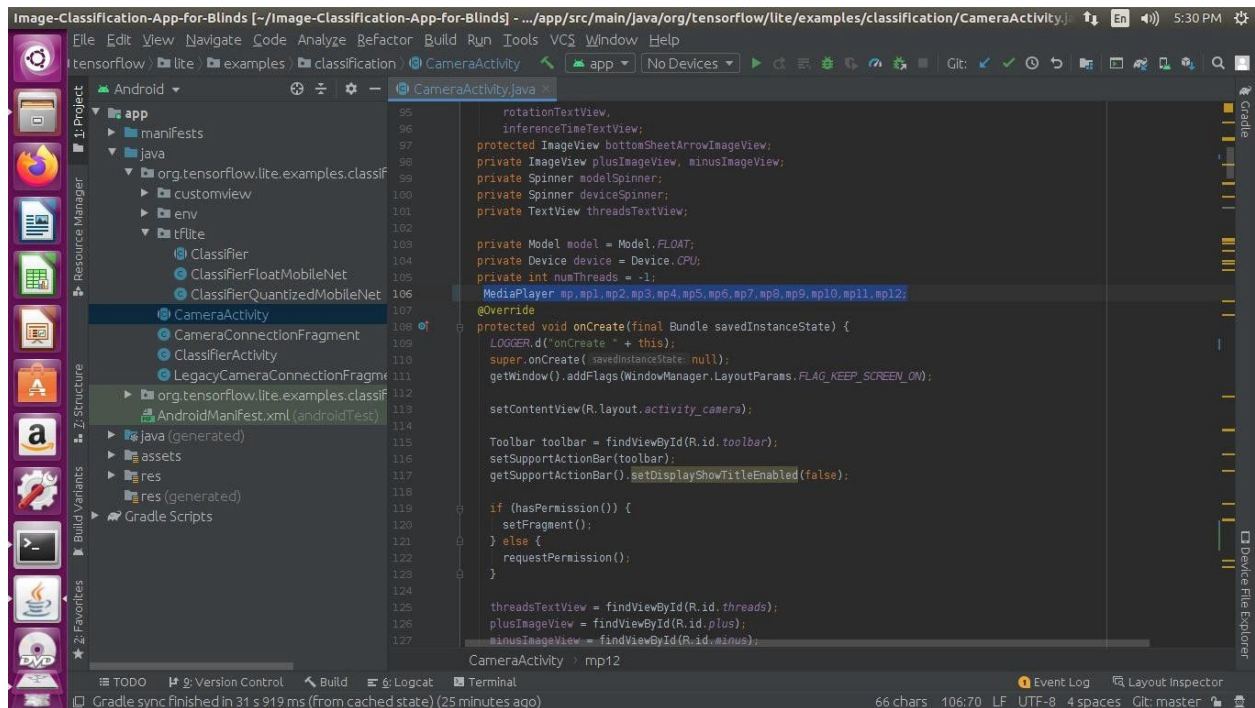 Image-Classification-App-for-Blinds [~/Image-Classification-App-for-Blinds] - .../app/src/main/java/org/tensorflow/lite/examples/classification/CameraActivity.j En 5:30 PM
File Edit View Navigate Code Analyze Refactor Build Run Tools VCS Window Help
tensorflow lite examples classification CameraActivity app No Devices Git:
1: Project
Android
CameraActivity.java
Gradle
app
manifests
java
org.tensorflow.lite.examples.classif
customview
env
tflite
Classifier
ClassifierFloatMobileNet
ClassifierQuantizedMobileNet
CameraActivity
CameraConnectionFragment
ClassifierActivity
LegacyCameraConnectionFragme
org.tensorflow.lite.examples.classif
AndroidManifest.xml (androidTest)
java (generated)
assets
res
res (generated)
Gradle Scripts
Resource Manager
Z: Structure
Build Variants
2: Favorites
95 rotationTextView,
96 inferenceTimeTextView;
97 protected ImageView bottomSheetArrowImageView;
98 private ImageView plusImageView, minusImageView;
99 private Spinner modelSpinner;
100 private Spinner deviceSpinner;
101 private TextView threadsTextView;
102
103 private Model model = Model.FLOAT;
104 private Device device = Device.CPU;
105 private int numThreads = -1;
106 MediaPlayer mp,mp1,mp2,mp3,mp4,mp5,mp6,mp7,mp8,mp9,mp10,mp11,mp12;
107 @Override
108 protected void onCreate(final Bundle savedInstanceState) {
109 LOGGER.d("onCreate " + this);
110 super.onCreate( savedInstanceState: null);
111 getWindow().addFlags(WindowManager.LayoutParams.FLAG_KEEP_SCREEN_ON);
112
113 setContentView(R.layout.activity_camera);
114
115 Toolbar toolbar = findViewById(R.id.toolbar);
116 setSupportActionBar(toolbar);
117 getSupportActionBar().setDisplayShowTitleEnabled(false);
118
119 if (hasPermission()) {
120 setFragment();
121 } else {
122 requestPermission();
123 }
124
125 threadsTextView = findViewById(R.id.threads);
126 plusImageView = findViewById(R.id.plus);
127 minusImageView = findViewById(R.id.minus);
Device File Explorer
CameraActivity mp12
TODO 9: Version Control Build 6: Logcat Terminal 1 Event Log Layout Inspector
Gradle sync finished in 31 s 919 ms (from cached state) (25 minutes ago) 66 chars 106:70 LF UTF-8 4 spaces Git: master
a
>_
DVD